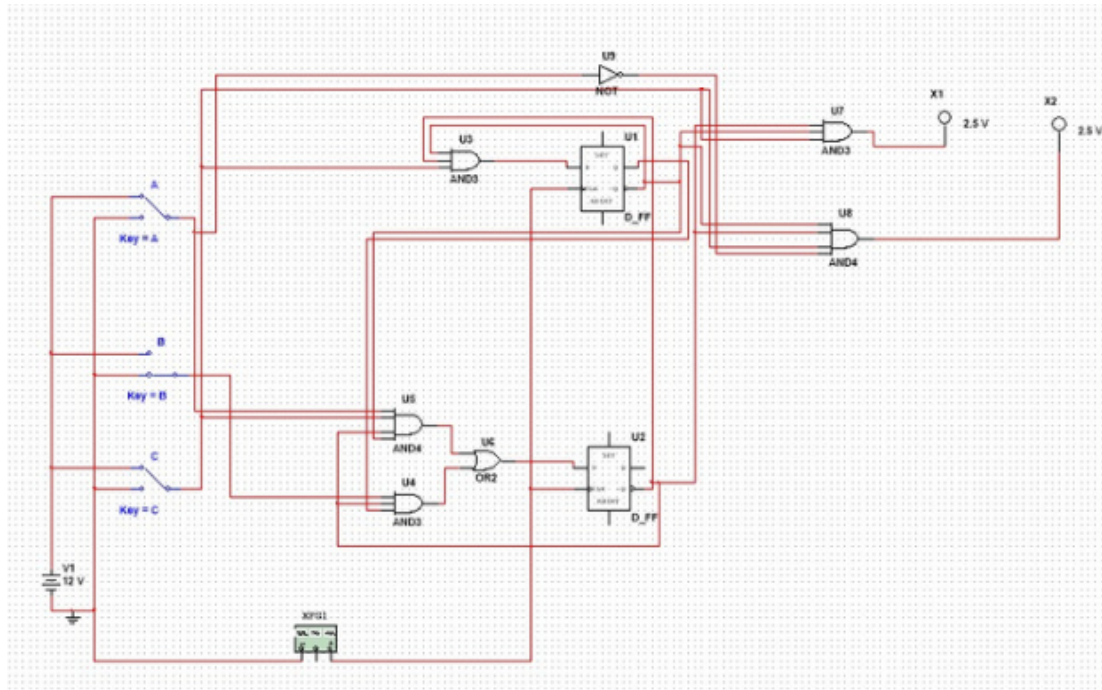 U9
NOT
X1
2.5 V
X2
2.5 V
U7
AND3
U3
AND3
U1
D_FF
A
Key = A
U8
AND4
B
Key = B
U5
AND4
U6
OR2
U2
D_FF
C
Key = C
U4
AND3
V1
12 V
XFG1